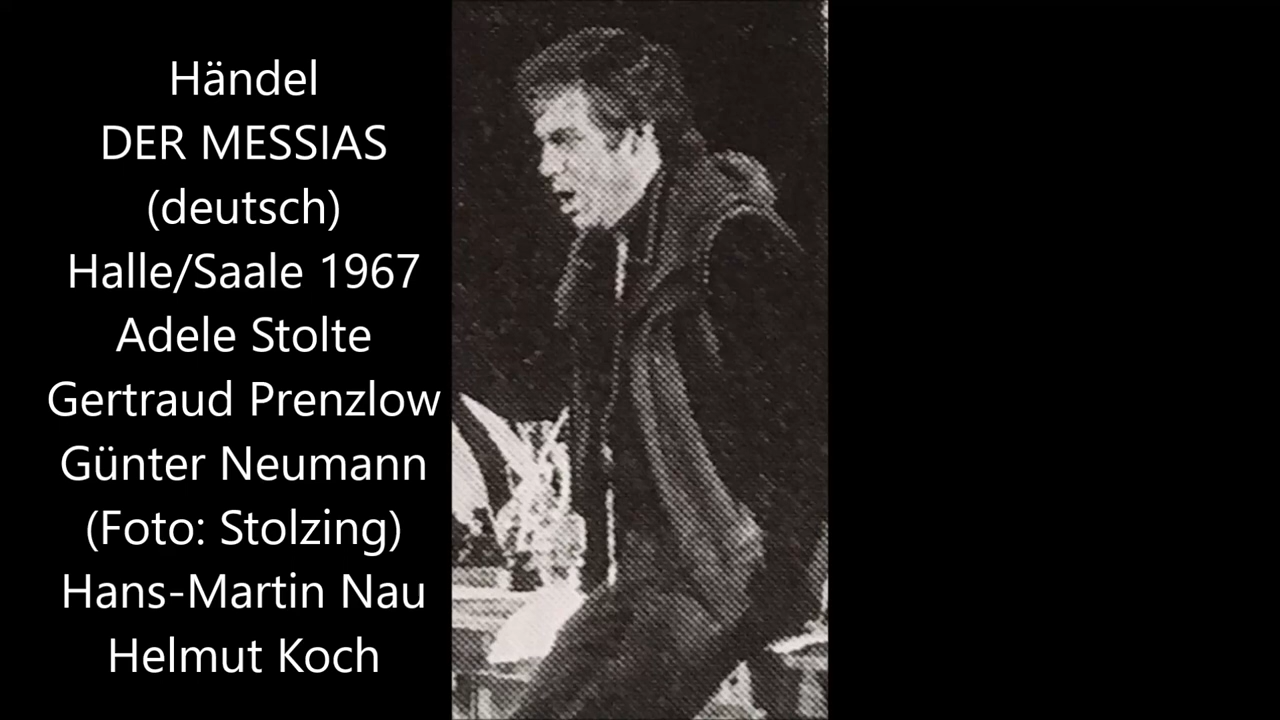 Händel
DER MESSIAS
(deutsch)
Halle/Saale 1967
Adele Stolte
Gertraud Prenzlow
Günter Neumann
(Foto: Stolzing)
Hans-Martin Nau
Helmut Koch